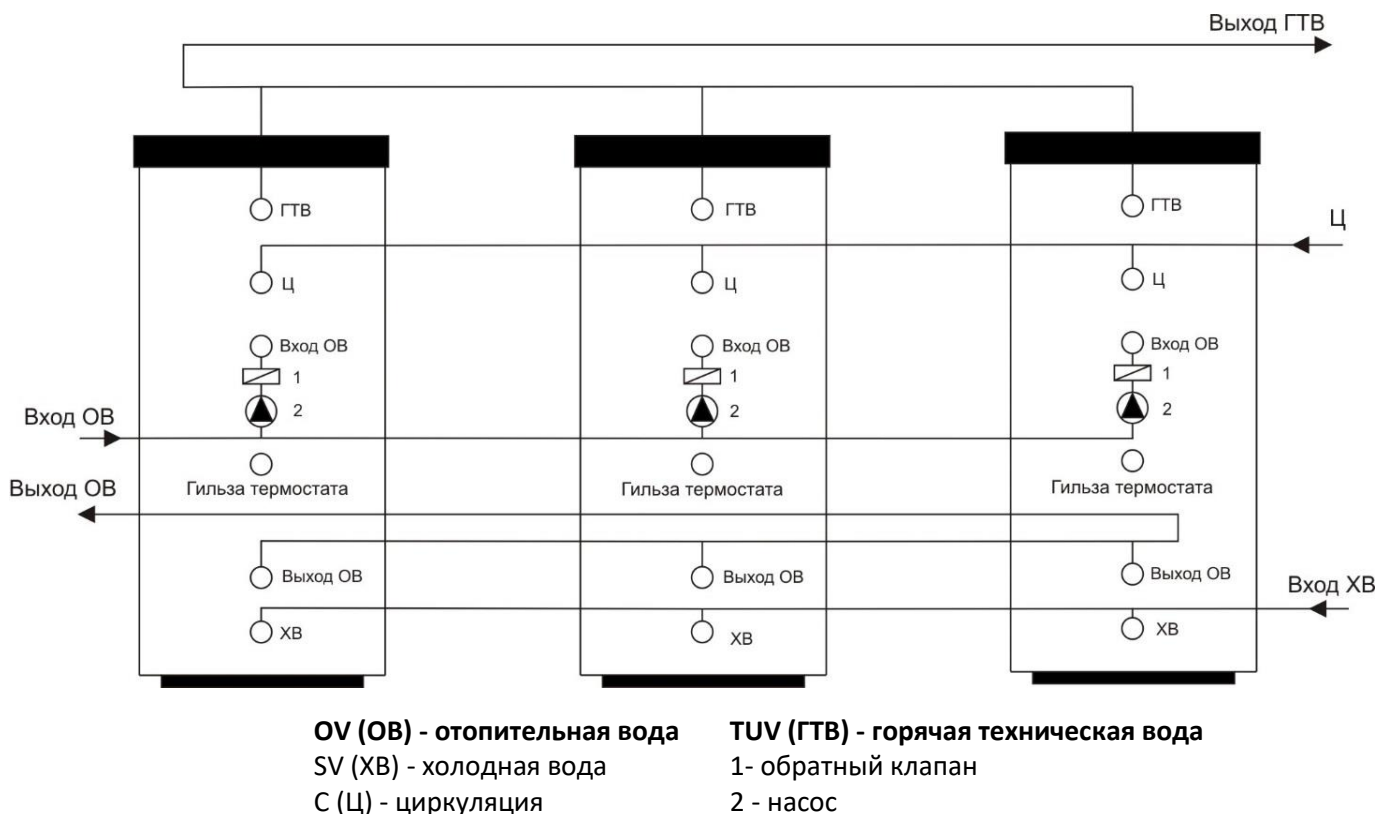 Выход ГТВ
ГТВ ГТВ ГТВ
Ц
Ц Ц Ц
Вход ОВ Вход ОВ Вход ОВ
1 1 1
2 2 2
Вход ОВ
Гильза термостата Гильза термостата Гильза термостата
Выход ОВ
Выход ОВ Выход ОВ Выход ОВ
Вход ХВ
ХВ ХВ ХВ
OV (ОВ) - отопительная вода TUV (ГТВ) - горячая техническая вода
SV (ХВ) - холодная вода 1- обратный клапан
С (Ц) - циркуляция 2 - насос